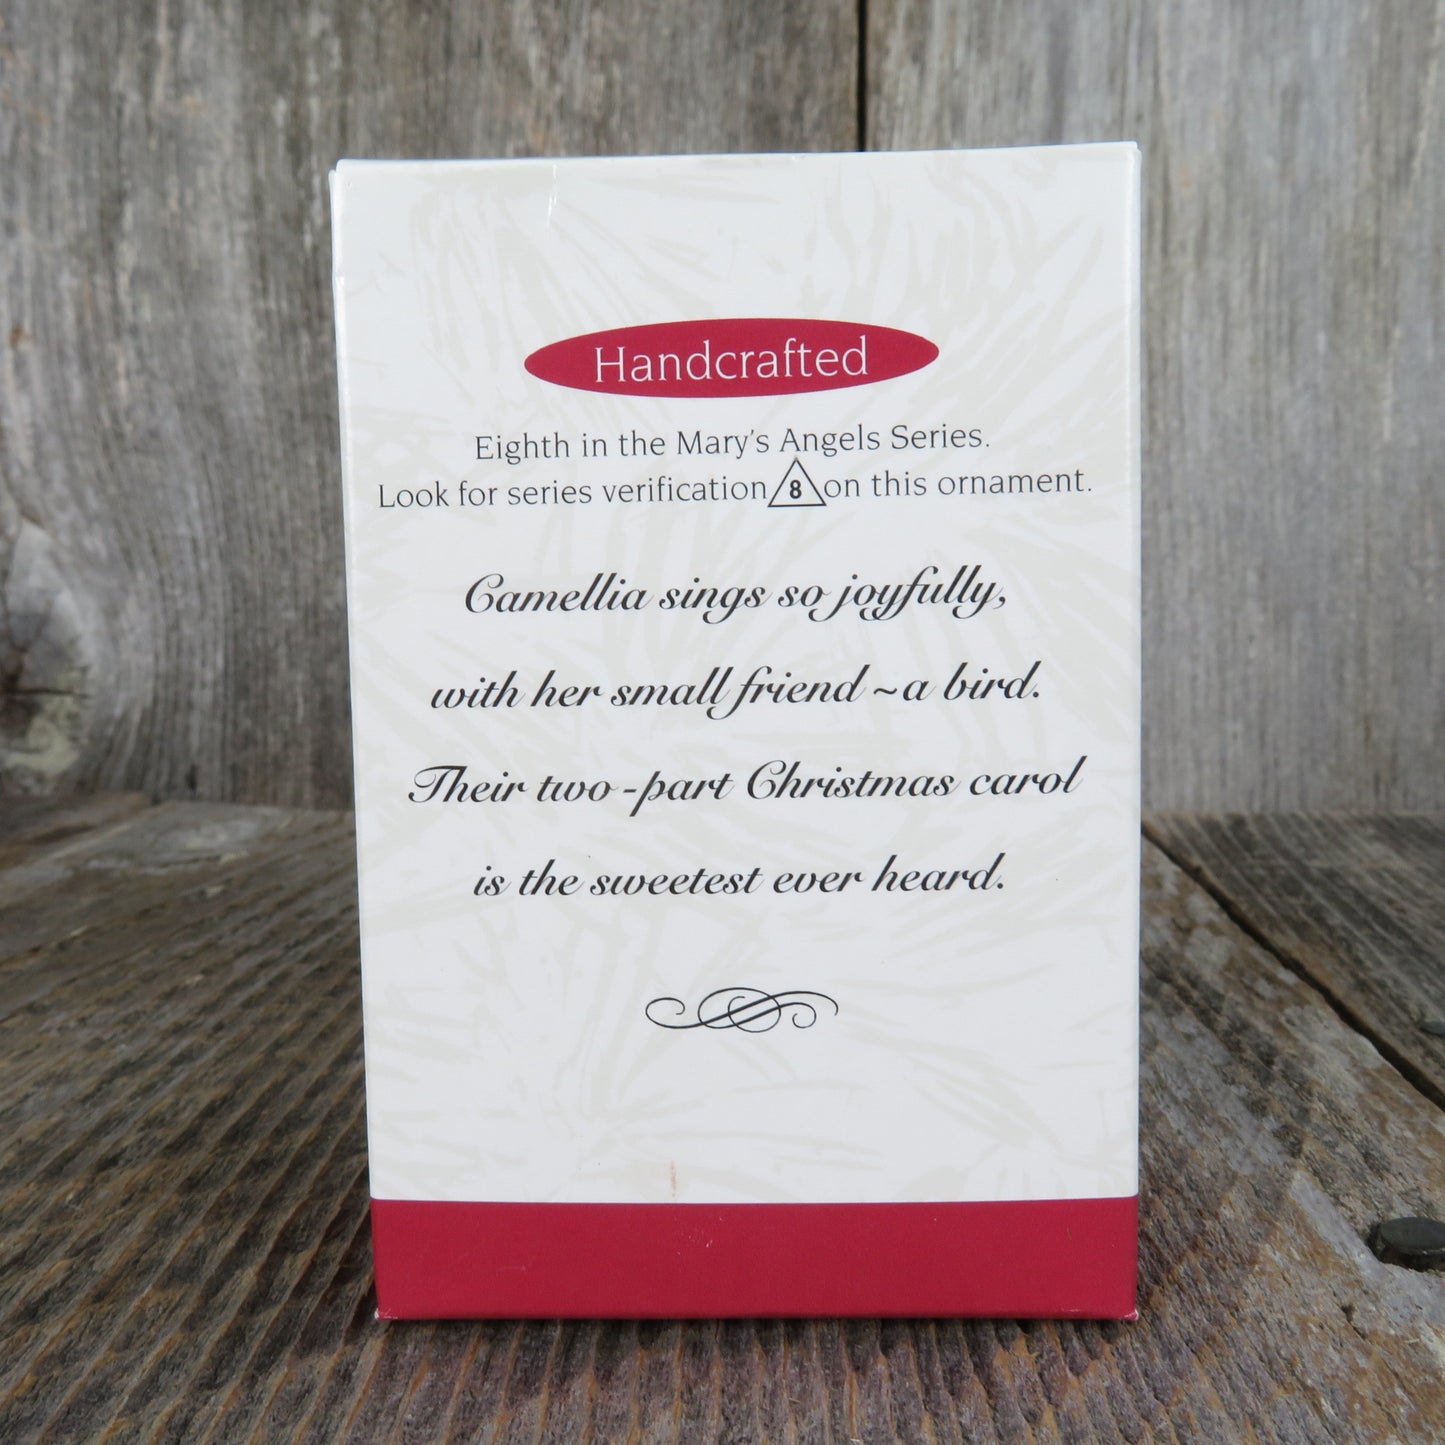 Handcrafted
Eighth in the Mary's Angels Series.
Look for series verification 8 on this ornament.
Camellia sings so joyfully,
with her small friend ~ a bird.
Their two-part Christmas carol
is the sweetest ever heard.